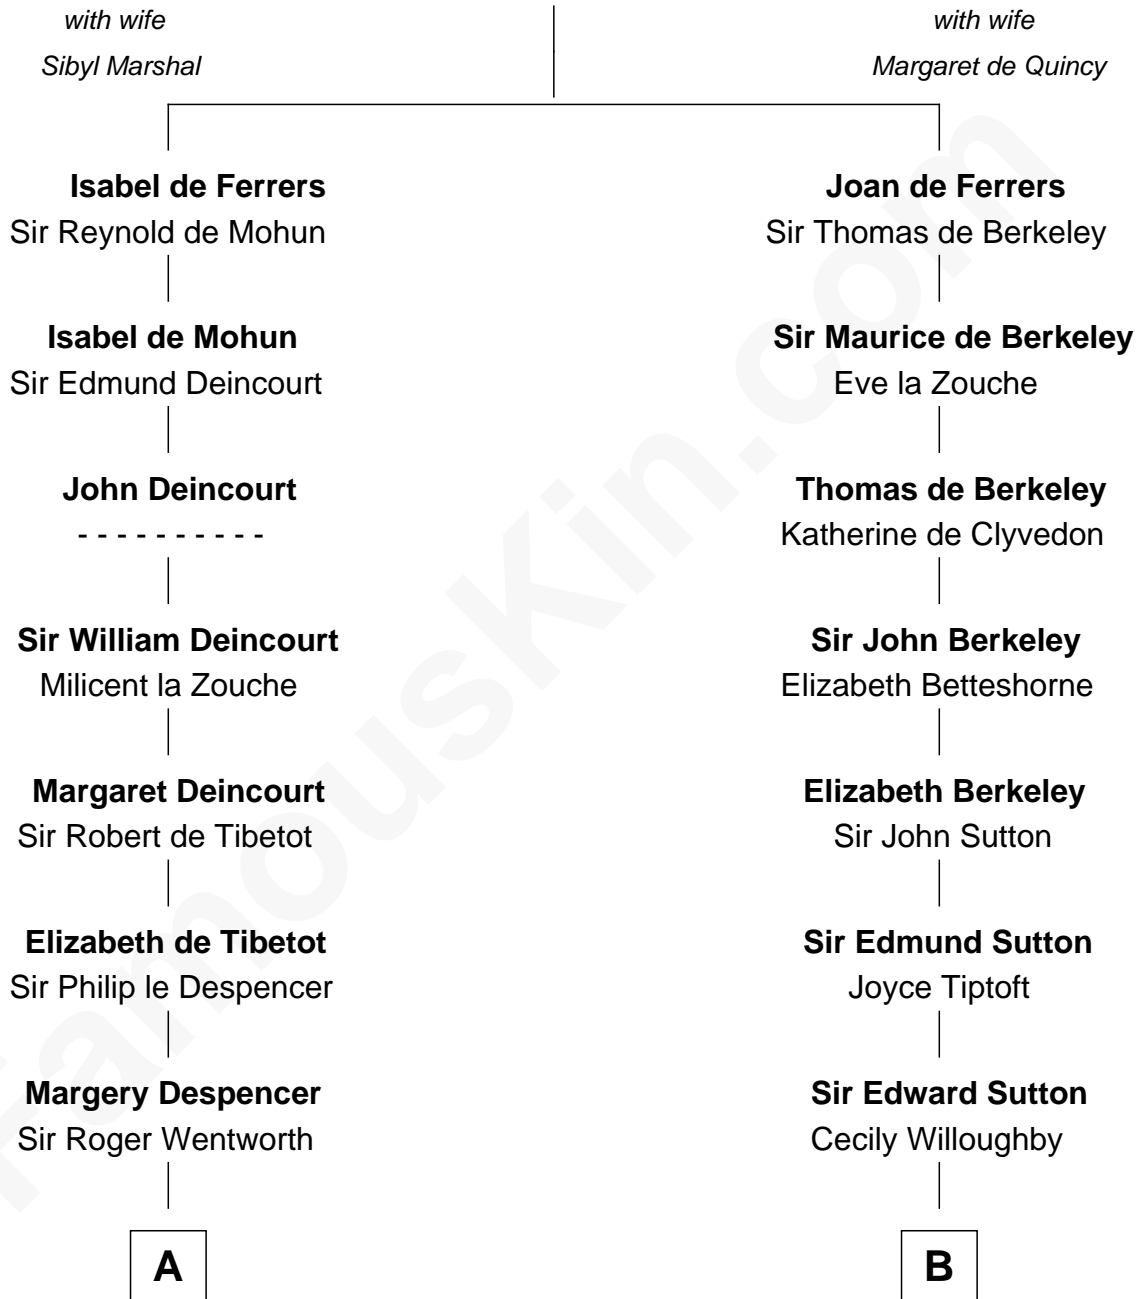 with wife
Sibyl Marshal
with wife
Margaret de Quincy
Isabel de Ferrers
Sir Reynold de Mohun
Joan de Ferrers
Sir Thomas de Berkeley
Isabel de Mohun
Sir Edmund Deincourt
Sir Maurice de Berkeley
Eve la Zouche
John Deincourt
- - - - - - - - - -
Thomas de Berkeley
Katherine de Clyvedon
Sir William Deincourt
Milicent la Zouche
Sir John Berkeley
Elizabeth Betteshorne
Margaret Deincourt
Sir Robert de Tibetot
Elizabeth Berkeley
Sir John Sutton
Elizabeth de Tibetot
Sir Philip le Despencer
Sir Edmund Sutton
Joyce Tiptoft
Margery Despencer
Sir Roger Wentworth
Sir Edward Sutton
Cecily Willoughby
A
B
FamousKin.com